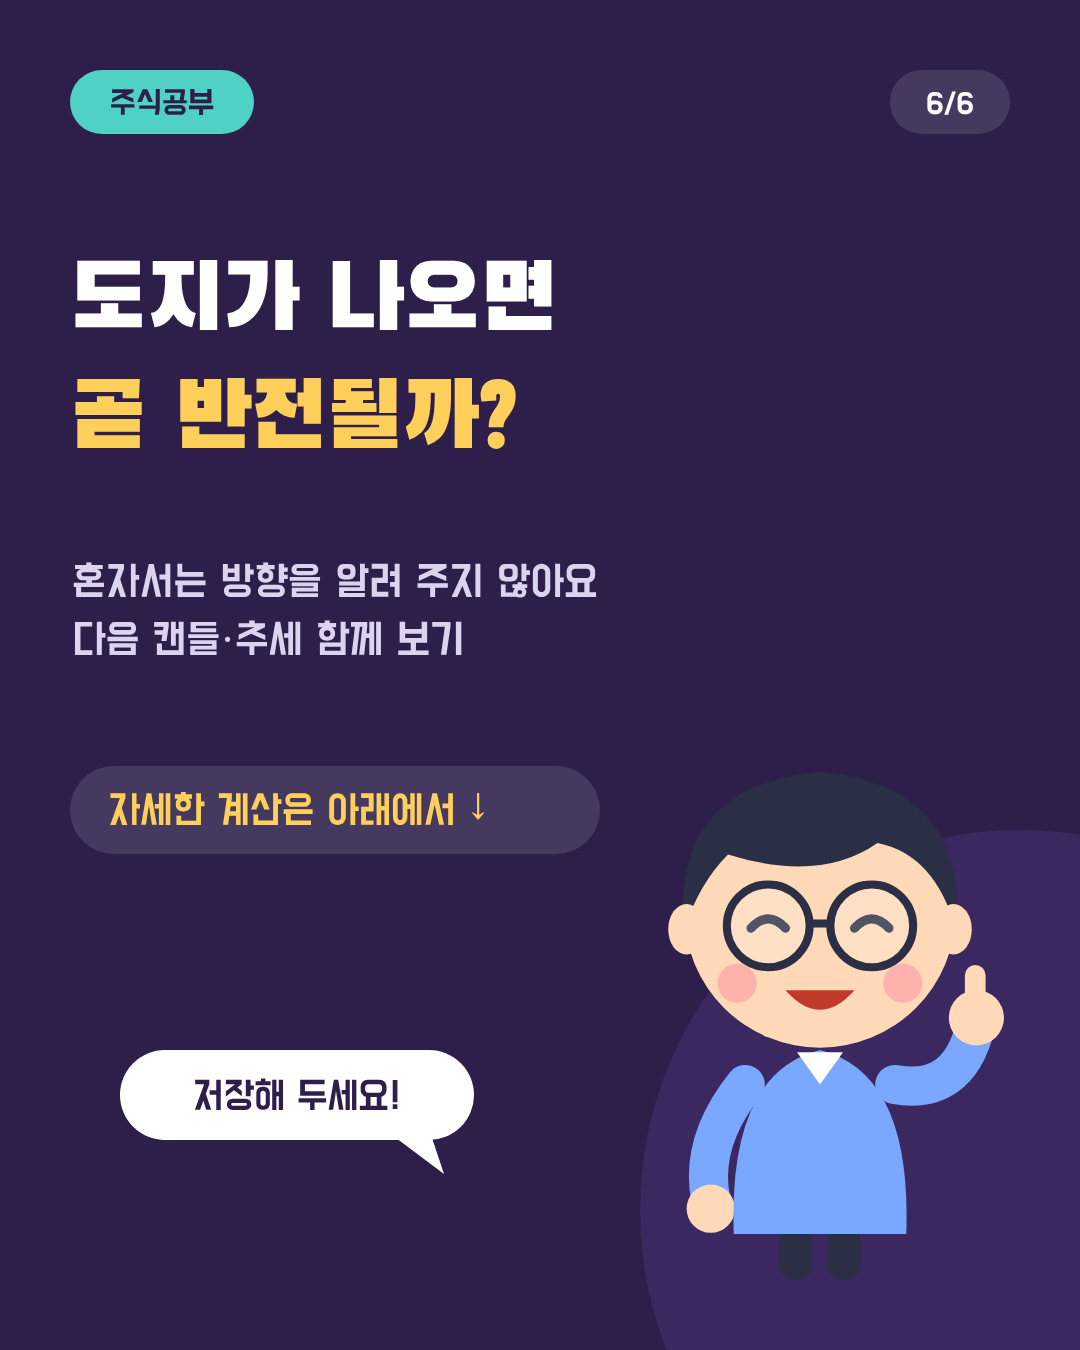 주식공부
6/6
도지가 나오면
곧 반전될까?
혼자서는 방향을 알려 주지 않아요
다음 캔들·추세 함께 보기
자세한 계산은 아래에서 ↓
저장해 두세요!